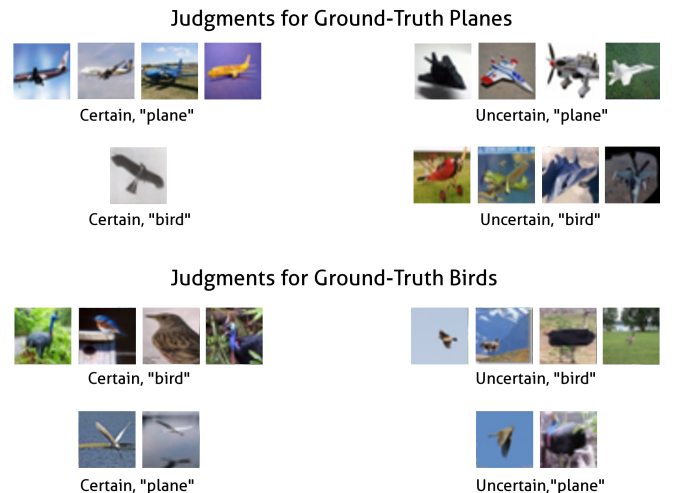 Judgments for Ground-Truth Planes
Certain, "plane"
Uncertain, "plane"
Certain, "bird"
Uncertain, "bird"
Judgments for Ground-Truth Birds
Certain, "bird"
Uncertain, "bird"
Certain, "plane"
Uncertain,"plane"